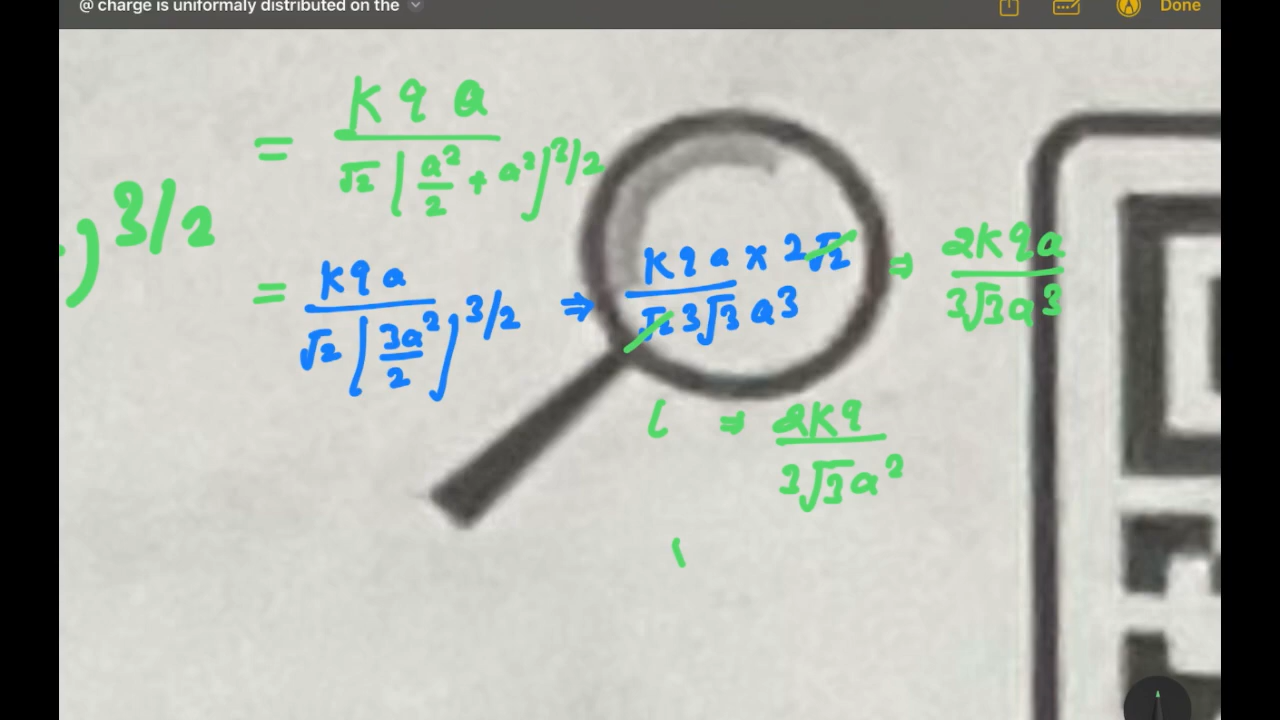 @ charge is uniformaly distributed on the
Done
= kqa / √2 (a²/2 + a²)^3/2
.)^3/2
= kqa / √2 (3a²/2)^3/2 ⇒ kqa × 2√2 / √2 3√3 a³ ⇒ 2kqa / 3√3 a³
⇒ 2kq / 3√3 a²